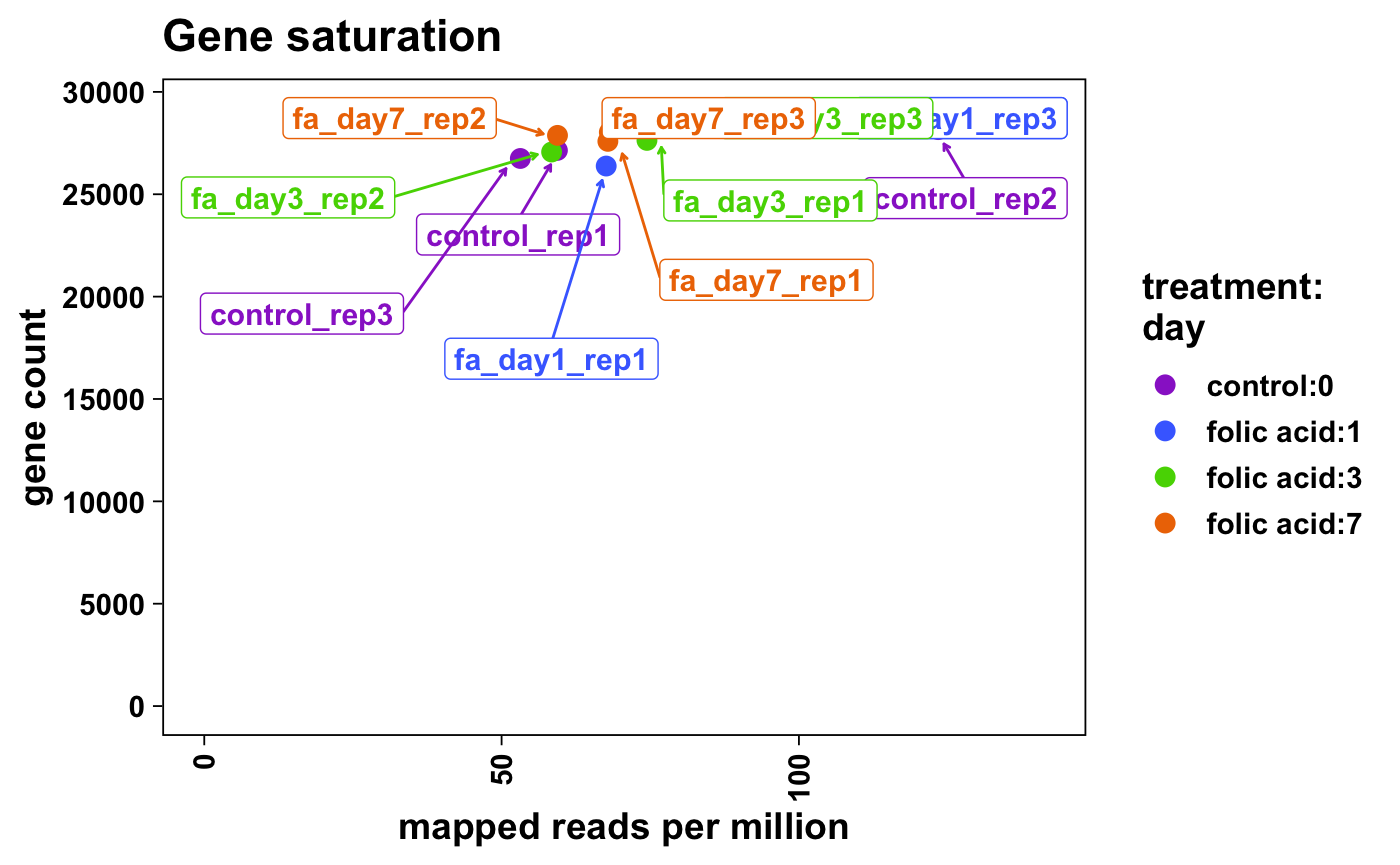 Gene saturation
30000
25000
20000
15000
10000
5000
0
gene count
fa_day7_rep2
fa_day7_rep3
y3_rep3
ay1_rep3
fa_day3_rep2
fa_day3_rep1
control_rep2
control_rep1
fa_day7_rep1
control_rep3
fa_day1_rep1
0
50
100
mapped reads per million
treatment:
day
control:0
folic acid:1
folic acid:3
folic acid:7